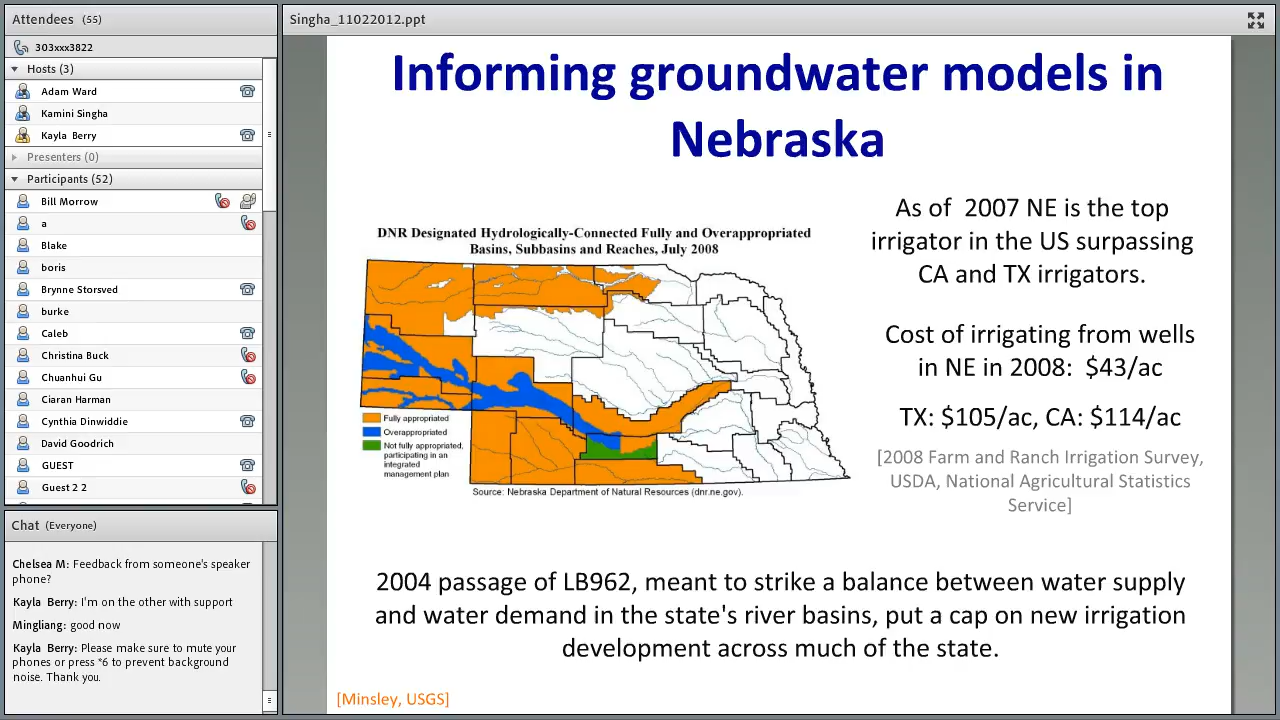 Attendees (55)
303xxx3822
Hosts (3)
Adam Ward
Kamini Singha
Kayla Berry
Presenters (0)
Participants (52)
Bill Morrow
a
Blake
boris
Brynne Storsved
burke
Caleb
Christina Buck
Chuanhui Gu
Ciaran Harman
Cynthia Dinwiddie
David Goodrich
GUEST
Guest 2 2
Chat (Everyone)
Chelsea M: Feedback from someone's speaker
phone?
Kayla Berry: I'm on the other with support
Mingliang: good now
Kayla Berry: Please make sure to mute your
phones or press *6 to prevent background
noise. Thank you.
Singha_11022012.ppt
Informing groundwater models in
Nebraska
DNR Designated Hydrologically-Connected Fully and Overappropriated
Basins, Subbasins and Reaches, July 2008
Fully appropriated
Overappropriated
Not fully appropriated,
participating in an
integrated
management plan
Source: Nebraska Department of Natural Resources (dnr.ne.gov).
As of  2007 NE is the top
irrigator in the US surpassing
CA and TX irrigators.
Cost of irrigating from wells
in NE in 2008:  $43/ac
TX: $105/ac, CA: $114/ac
[2008 Farm and Ranch Irrigation Survey,
USDA, National Agricultural Statistics
Service]
2004 passage of LB962, meant to strike a balance between water supply
and water demand in the state's river basins, put a cap on new irrigation
development across much of the state.
[Minsley, USGS]